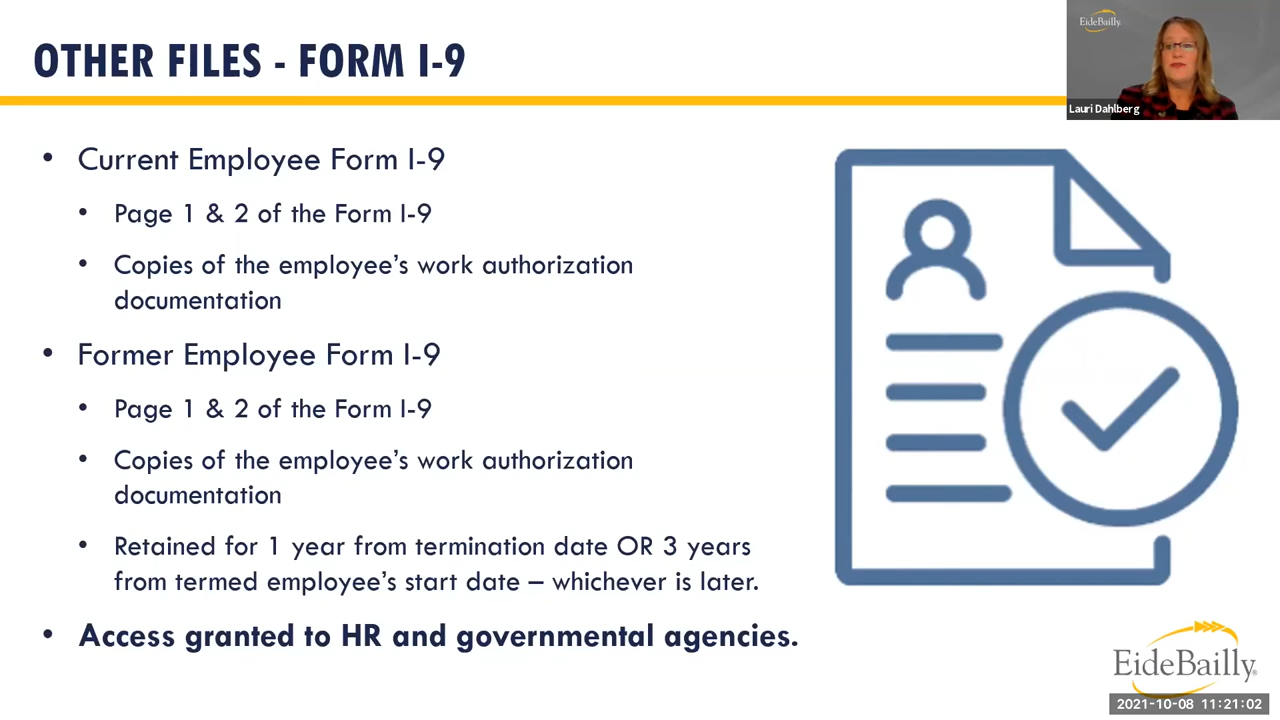 OTHER FILES - FORM I-9
EideBailly
Lauri Dahlberg
• Current Employee Form I-9
• Page 1 & 2 of the Form I-9
• Copies of the employee’s work authorization
documentation
• Former Employee Form I-9
• Page 1 & 2 of the Form I-9
• Copies of the employee’s work authorization
documentation
• Retained for 1 year from termination date OR 3 years
from termed employee’s start date – whichever is later.
• Access granted to HR and governmental agencies.
EideBailly®
2021-10-08 11:21:02